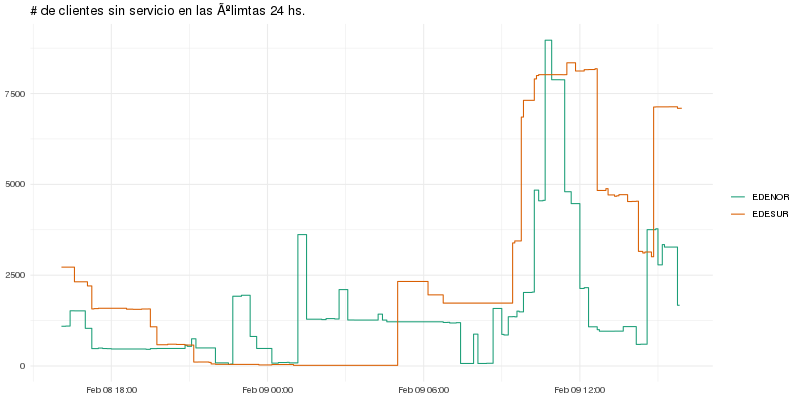 # de clientes sin servicio en las Ãºlimtas 24 hs.
7500
5000
2500
0
Feb 08 18:00
Feb 09 00:00
Feb 09 06:00
Feb 09 12:00
EDENOR
EDESUR